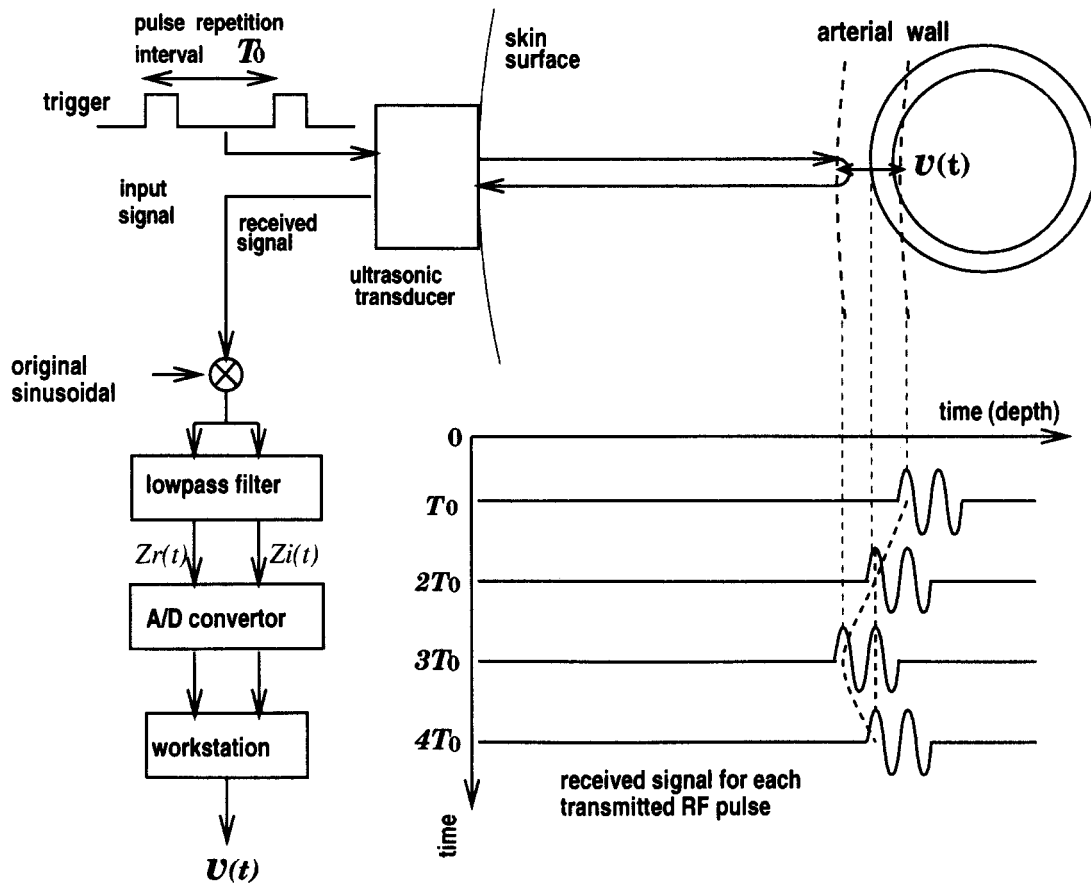 pulse repetition
interval T0
trigger
input
signal
received
signal
ultrasonic
transducer
skin
surface
arterial wall
v(t)
original
sinusoidal
lowpass filter
Zr(t)
Zi(t)
A/D convertor
workstation
v(t)
time (depth)
0
T0
2T0
3T0
4T0
time
received signal for each
transmitted RF pulse